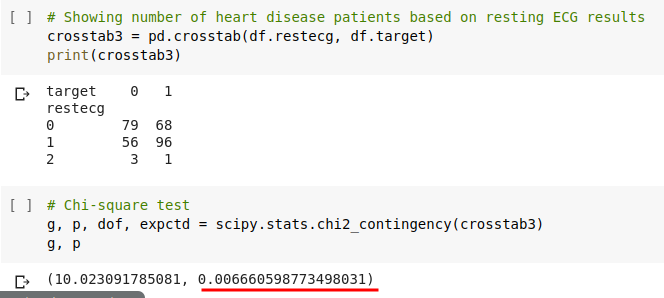 [ ] # Showing number of heart disease patients based on resting ECG results
crosstab3 = pd.crosstab(df.restecg, df.target)
print(crosstab3)
target 0 1
restecg
0 79 68
1 56 96
2 3 1
[ ] # Chi-square test
g, p, dof, expctd = scipy.stats.chi2_contingency(crosstab3)
g, p
(10.023091785081, 0.006660598773498031)